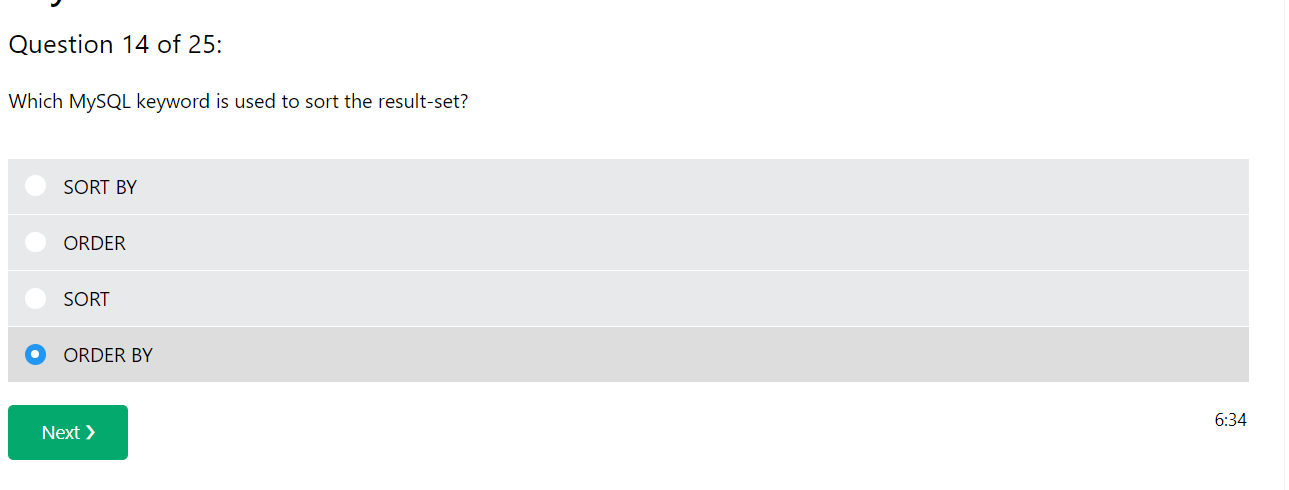 Question 14 of 25:
Which MySQL keyword is used to sort the result-set?
SORT BY
ORDER
SORT
ORDER BY
Next ❯
6:34